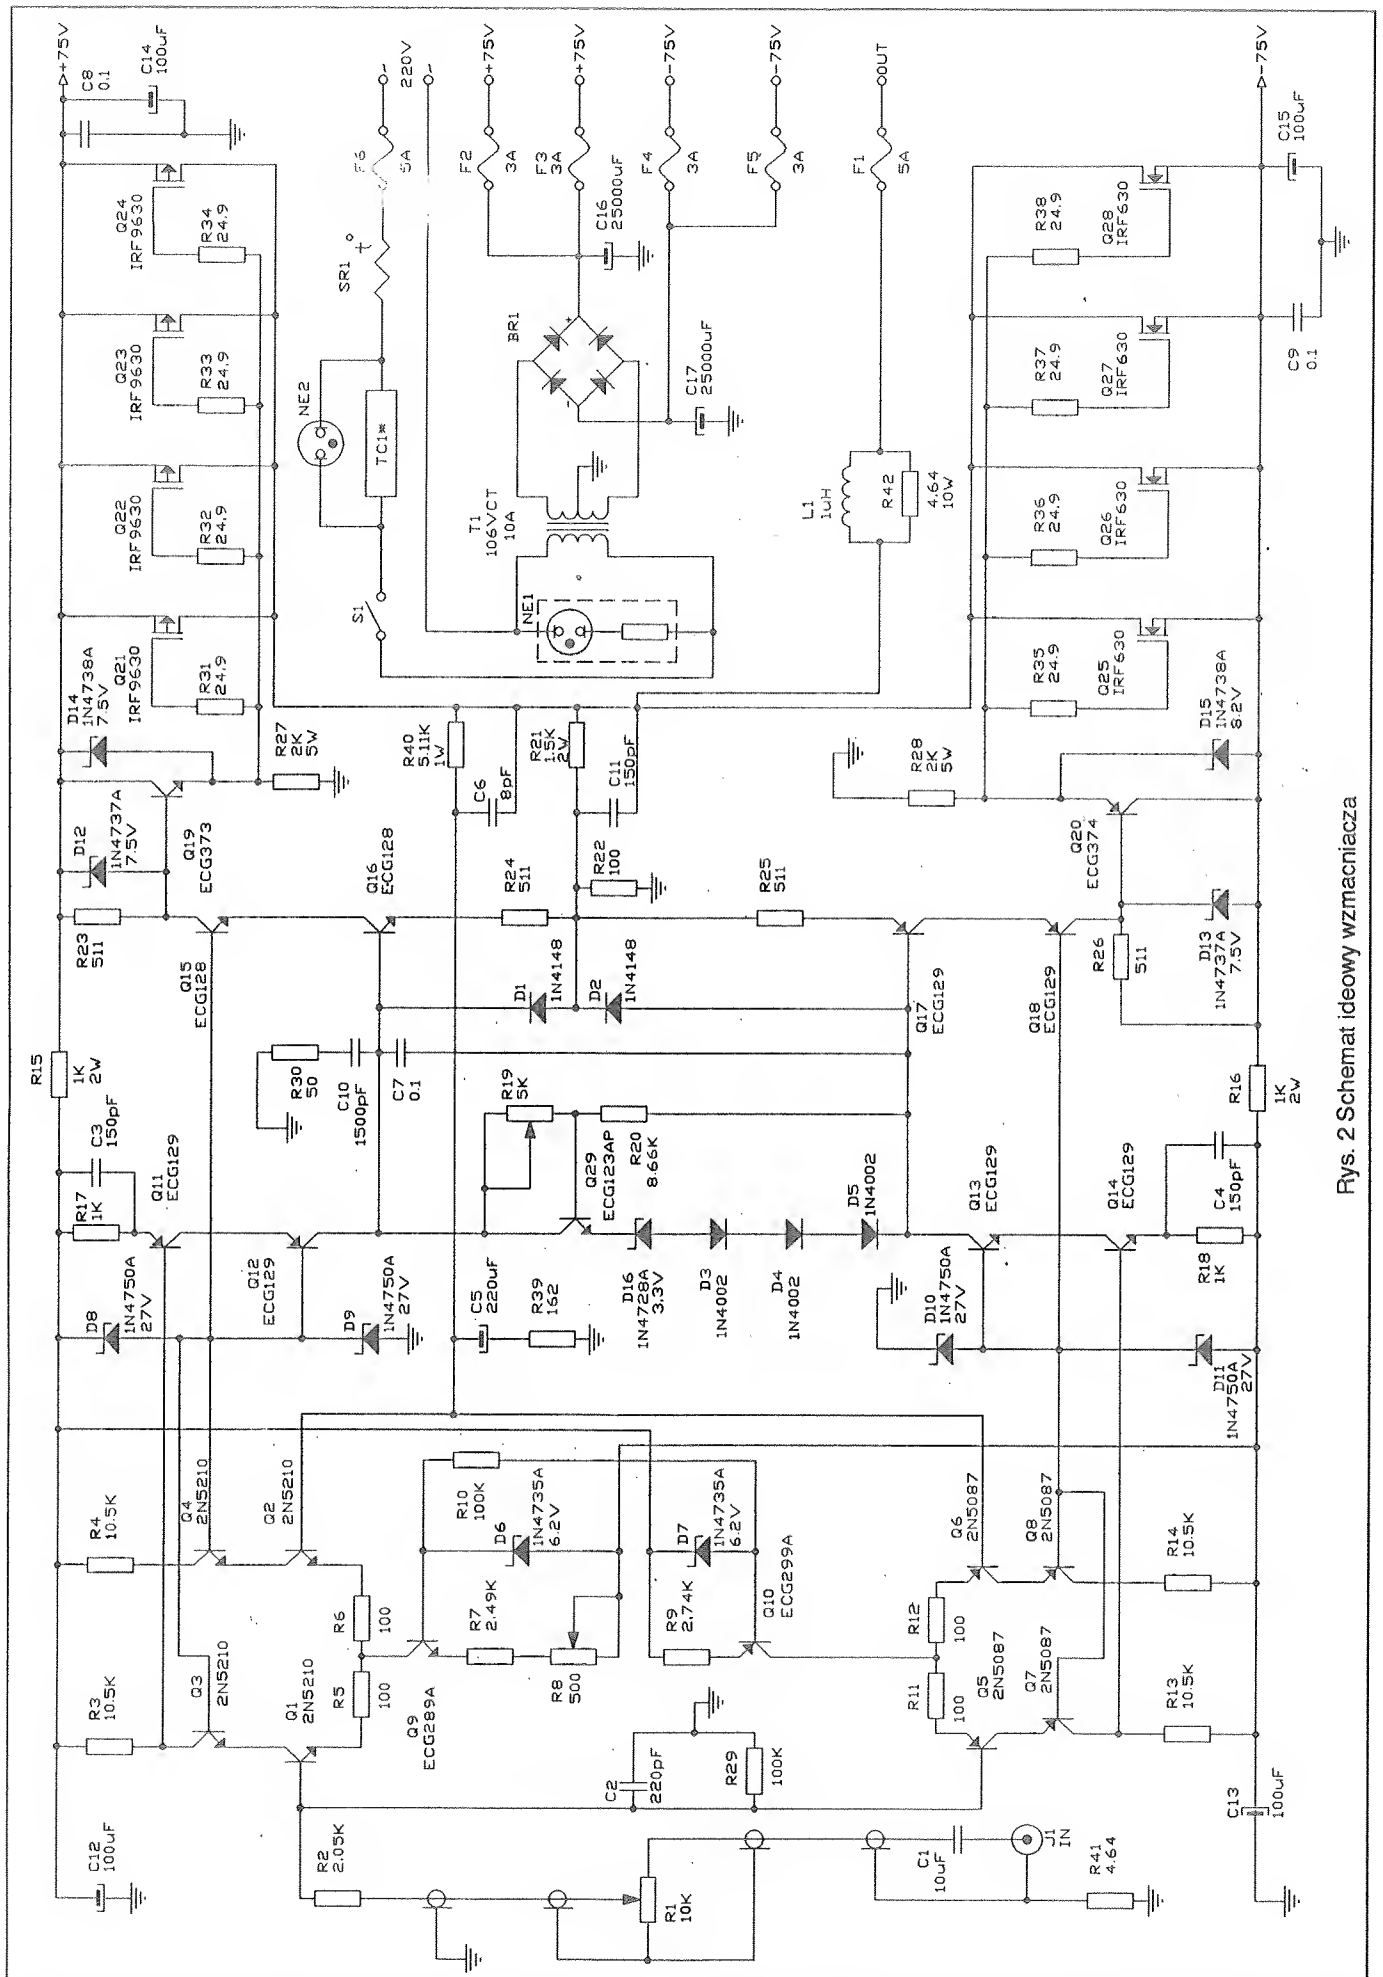 +75V
C8
0.1
C14
100uF
Q24
IRF9630
R34
24.9
Q23
IRF9630
R33
24.9
Q22
IRF9630
R32
24.9
Q21
IRF9630
R31
24.9
D14
1N4738A
7.5V
R27
2K
5W
D12
1N4737A
7.5V
Q19
ECG373
R23
511
Q15
ECG128
Q16
ECG128
R15
1K
2W
C3
150pF
R17
1K
Q11
ECG129
D8
1N4750A
27V
Q12
ECG129
D9
1N4750A
27V
R4
10.5K
Q4
2N5210
Q2
2N5210
R3
10.5K
Q3
2N5210
Q1
2N5210
C12
100uF
F6
5A
220V
SR1
t°
NE2
TC1*
S1
F2
3A
+75V
F3
3A
+75V
F4
3A
-75V
F5
3A
-75V
F1
5A
OUT
C16
25000uF
BR1
+
-
C17
25000uF
T1
106VCT
10A
NE1
L1
1uH
R42
4.64
10W
R40
5.11K
1W
C6
8pF
R21
1.5K
2W
C11
150pF
R24
511
R22
100
R25
511
D1
1N4148
D2
1N4148
R30
50
C10
1500pF
C7
0.1
R19
5K
Q29
ECG123AP
R20
8.66K
C5
220uF
R39
162
D16
1N4728A
3.3V
D3
1N4002
D4
1N4002
D5
1N4002
R10
100K
D6
1N4735A
6.2V
D7
1N4735A
6.2V
R6
100
R5
100
Q9
ECG289A
R7
2.49K
R8
500
R9
2.74K
Q10
ECG299A
C2
220pF
R29
100K
R2
2.05K
R1
10K
C1
10uF
J1
IN
R41
4.64
R38
24.9
Q28
IRF630
R37
24.9
Q27
IRF630
R36
24.9
Q26
IRF630
R35
24.9
Q25
IRF630
D15
1N4738A
8.2V
R28
2K
5W
Q20
ECG374
D13
1N4737A
7.5V
R26
511
Q17
ECG129
Q18
ECG129
R16
1K
2W
Q13
ECG129
Q14
ECG129
C4
150pF
R18
1K
D10
1N4750A
27V
D11
1N4750A
27V
Q6
2N5087
Q8
2N5087
R14
10.5K
R12
100
R11
100
Q5
2N5087
Q7
2N5087
R13
10.5K
C13
100uF
C15
100uF
C9
0.1
-75V
Rys. 2 Schemat ideowy wzmacniacza